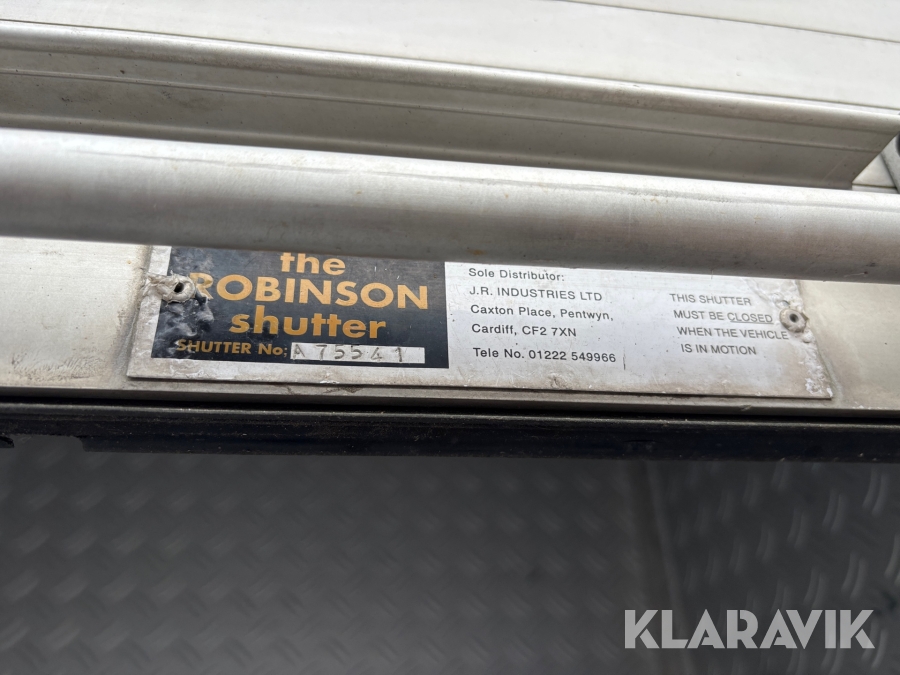 the
ROBINSON
shutter
SHUTTER No: A 75541
Sole Distributor:
J.R. INDUSTRIES LTD
Caxton Place, Pentwyn,
Cardiff, CF2 7XN
Tele No. 01222 549966
THIS SHUTTER
MUST BE CLOSED
WHEN THE VEHICLE
IS IN MOTION
KLARAVIK